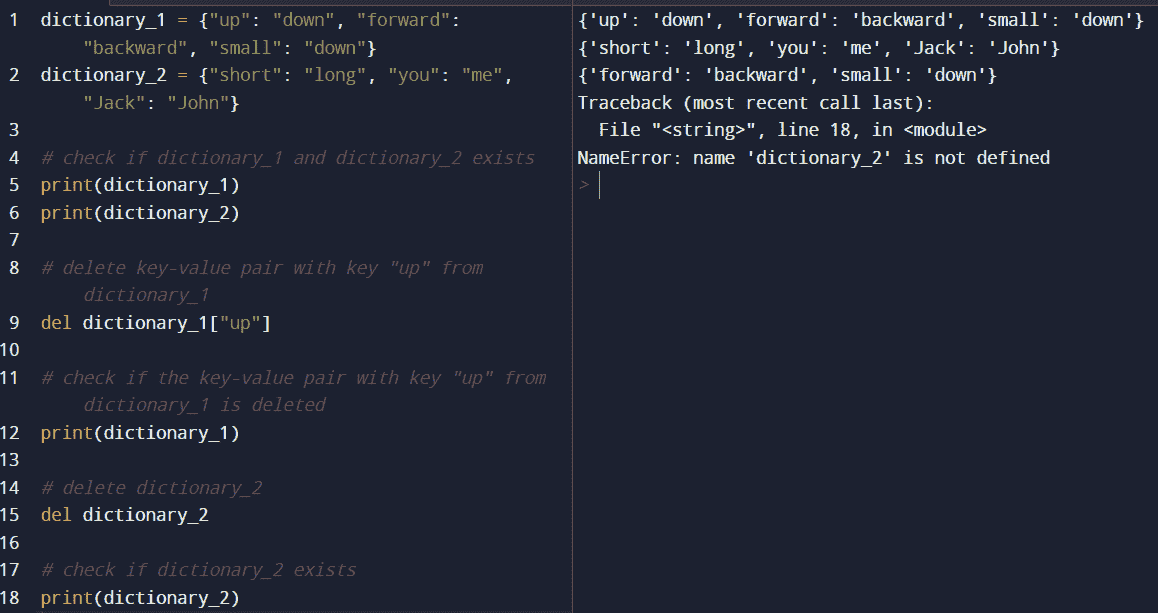 1 dictionary_1 = {"up": "down", "forward":
"backward", "small": "down"}
2 dictionary_2 = {"short": "long", "you": "me",
"Jack": "John"}
3
4 # check if dictionary_1 and dictionary_2 exists
5 print(dictionary_1)
6 print(dictionary_2)
7
8 # delete key-value pair with key "up" from
dictionary_1
9 del dictionary_1["up"]
10
11 # check if the key-value pair with key "up" from
dictionary_1 is deleted
12 print(dictionary_1)
13
14 # delete dictionary_2
15 del dictionary_2
16
17 # check if dictionary_2 exists
18 print(dictionary_2)
{'up': 'down', 'forward': 'backward', 'small': 'down'}
{'short': 'long', 'you': 'me', 'Jack': 'John'}
{'forward': 'backward', 'small': 'down'}
Traceback (most recent call last):
File "<string>", line 18, in <module>
NameError: name 'dictionary_2' is not defined
>